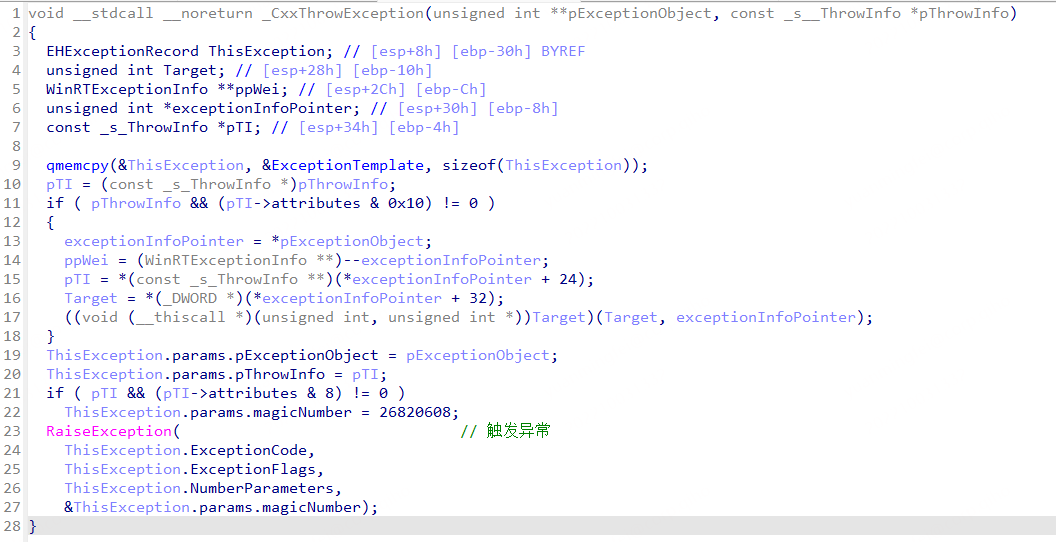 1 void __stdcall __noreturn _CxxThrowException(unsigned int **pExceptionObject, const _s__ThrowInfo *pThrowInfo)
2 {
3   EHExceptionRecord ThisException; // [esp+8h] [ebp-30h] BYREF
4   unsigned int Target; // [esp+28h] [ebp-10h]
5   WinRTExceptionInfo **ppWei; // [esp+2Ch] [ebp-Ch]
6   unsigned int *exceptionInfoPointer; // [esp+30h] [ebp-8h]
7   const _s_ThrowInfo *pTI; // [esp+34h] [ebp-4h]
8
9   qmemcpy(&ThisException, &ExceptionTemplate, sizeof(ThisException));
10   pTI = (const _s_ThrowInfo *)pThrowInfo;
11   if ( pThrowInfo && (pTI->attributes & 0x10) != 0 )
12   {
13     exceptionInfoPointer = *pExceptionObject;
14     ppWei = (WinRTExceptionInfo **)--exceptionInfoPointer;
15     pTI = *(const _s_ThrowInfo **)(*exceptionInfoPointer + 24);
16     Target = *(_DWORD *)(*exceptionInfoPointer + 32);
17     ((void (__thiscall *)(unsigned int, unsigned int *))Target)(Target, exceptionInfoPointer);
18   }
19   ThisException.params.pExceptionObject = pExceptionObject;
20   ThisException.params.pThrowInfo = pTI;
21   if ( pTI && (pTI->attributes & 8) != 0 )
22     ThisException.params.magicNumber = 26820608;
23   RaiseException(                               // 触发异常
24     ThisException.ExceptionCode,
25     ThisException.ExceptionFlags,
26     ThisException.NumberParameters,
27     &ThisException.params.magicNumber);
28 }